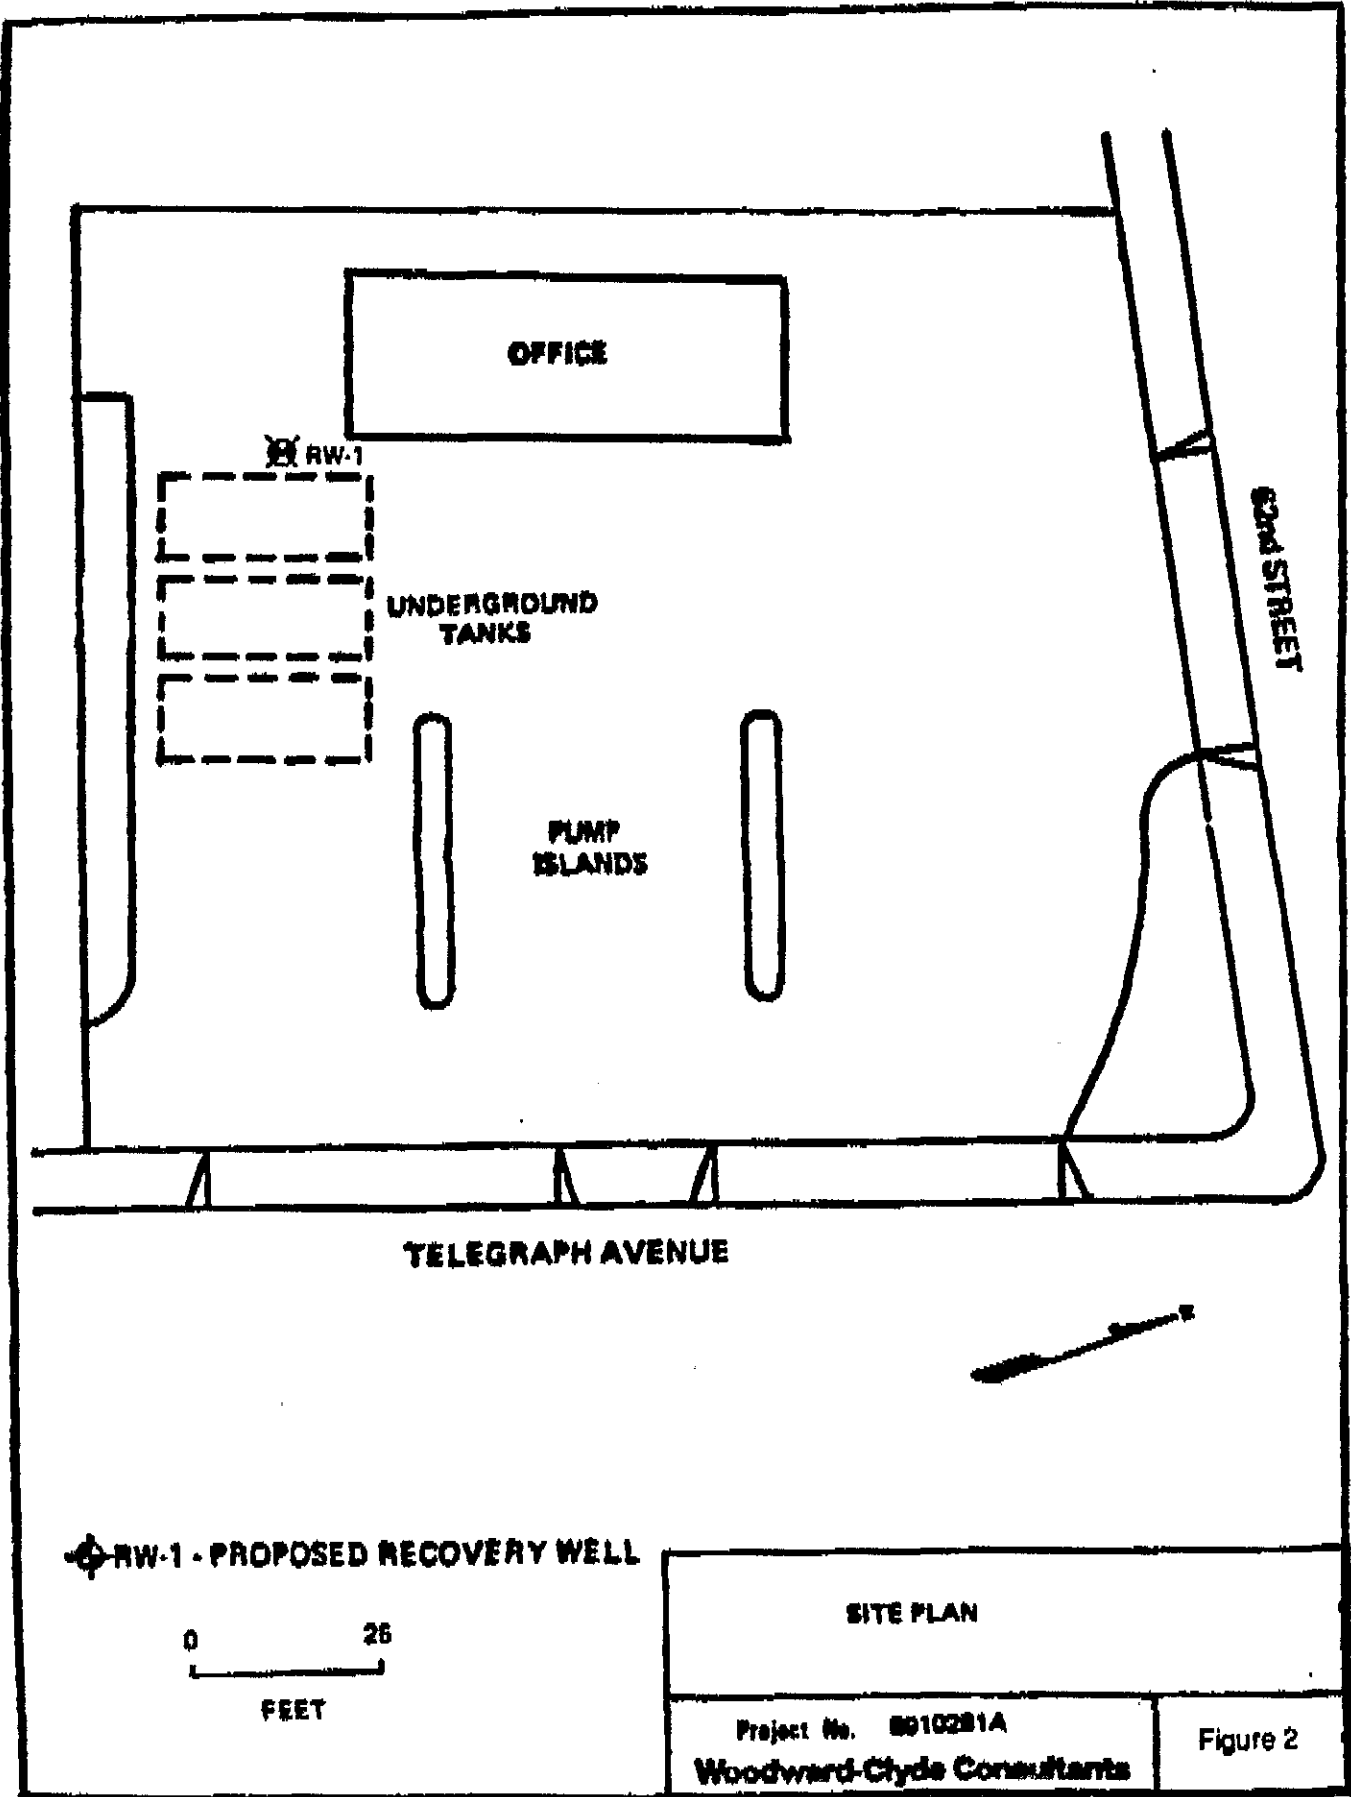 OFFICE
RW-1
UNDERGROUND
TANKS
62nd STREET
PUMP
ISLANDS
TELEGRAPH AVENUE
RW-1 - PROPOSED RECOVERY WELL
0 25
FEET
SITE PLAN
Project No.
Woodward-Clyde Consultants
Figure 2